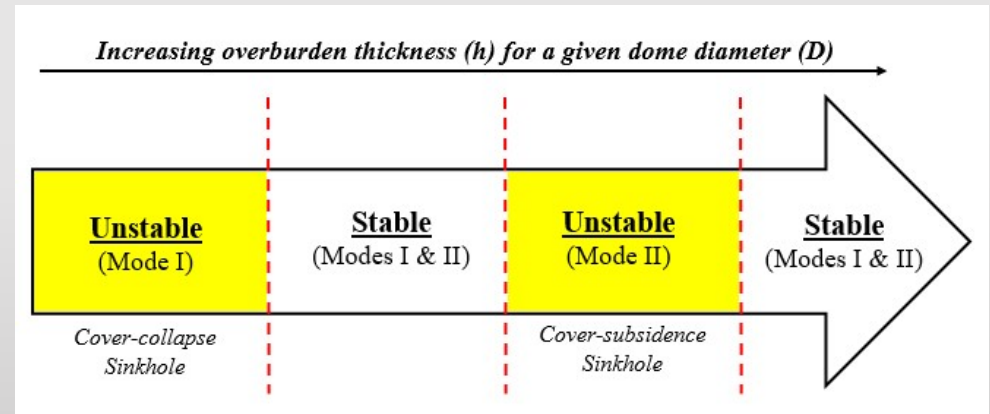 Increasing overburden thickness (h) for a given dome diameter (D)
Unstable
(Mode I)
Stable
(Modes I & II)
Unstable
(Mode II)
Stable
(Modes I & II)
Cover-collapse
Sinkhole
Cover-subsidence
Sinkhole